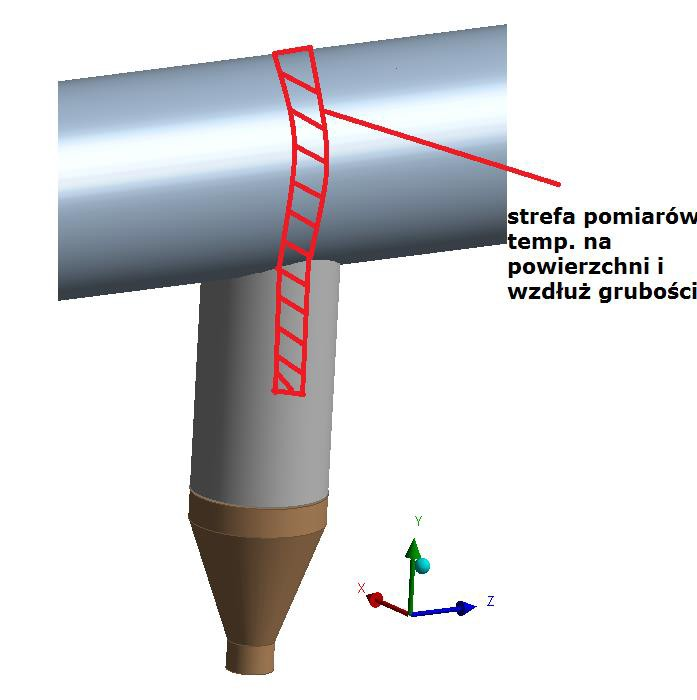 strefa pomiarów
temp. na
powierzchni i
wzdłuż grubości
Y
X
Z